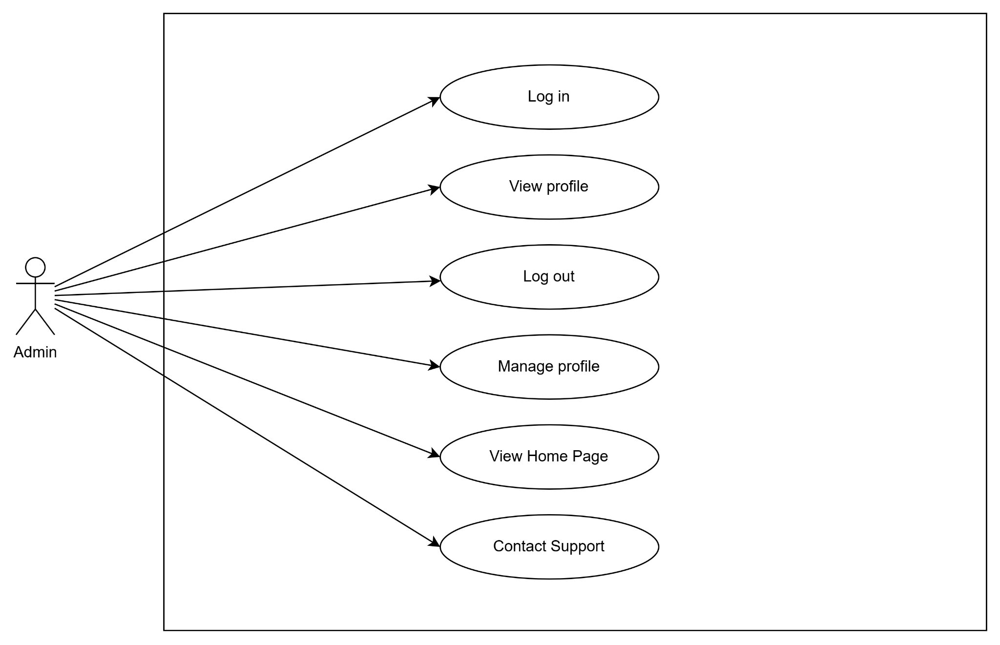 Log in
View profile
Log out
Admin
Manage profile
View Home Page
Contact Support